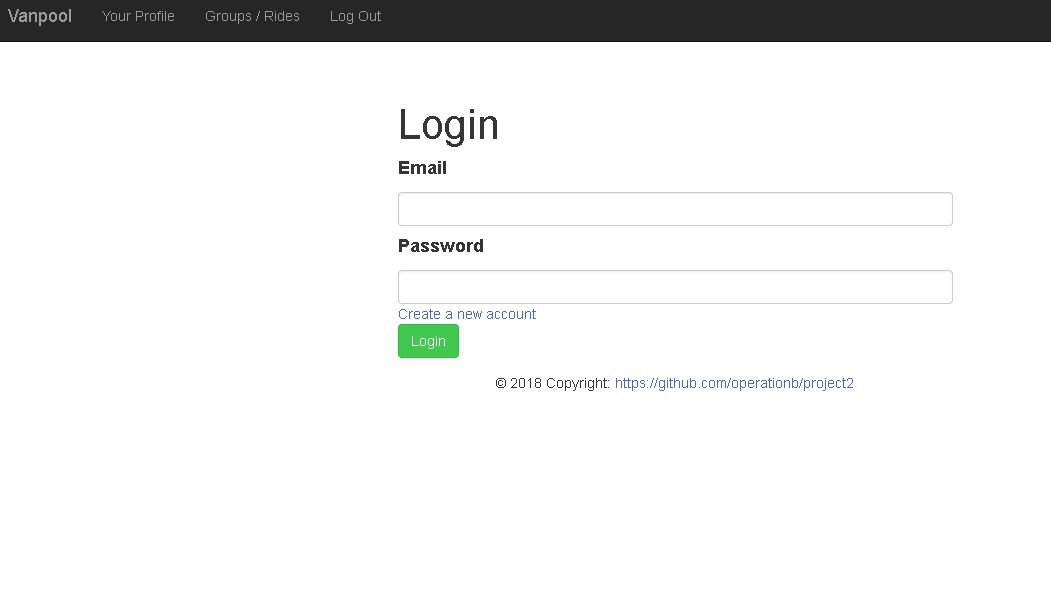 Vanpool Your Profile Groups / Rides Log Out
Login
Email
Password
Create a new account
Login
© 2018 Copyright: https://github.com/operationb/project2